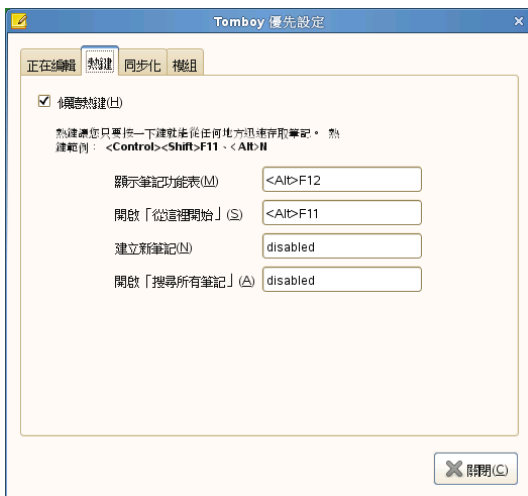 Tomboy 優先設定
正在編輯 熱鍵 同步化 模組
傾聽熱鍵(H)
熱鍵讓您只要按一下鍵就能從任何地方迅速存取筆記。 熱
鍵範例： <Control><Shift>F11、<Alt>N
顯示筆記功能表(M) <Alt>F12
開啟「從這裡開始」(S) <Alt>F11
建立新筆記(N) disabled
開啟「搜尋所有筆記」(A) disabled
關閉(C)